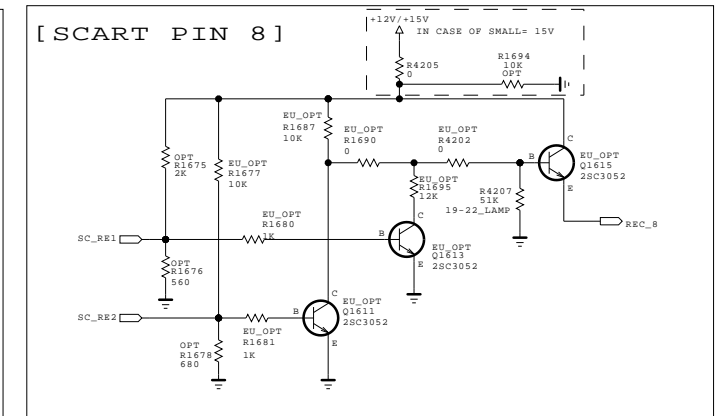 [SCART PIN 8]
+12V/+15V
IN CASE OF SMALL= 15V
R4205
0
R1694
10K
OPT
OPT
R1675
2K
EU_OPT
R1677
10K
EU_OPT
R1687
10K
EU_OPT
R1690
0
EU_OPT
R4202
0
C
B
E
EU_OPT
Q1615
2SC3052
EU_OPT
R1695
12K
R4207
51K
19-22_LAMP
REC_8
SC_RE1
EU_OPT
R1680
1K
C
B
E
EU_OPT
Q1613
2SC3052
OPT
R1676
560
SC_RE2
EU_OPT
R1681
1K
C
B
E
EU_OPT
Q1611
2SC3052
OPT
R1678
680